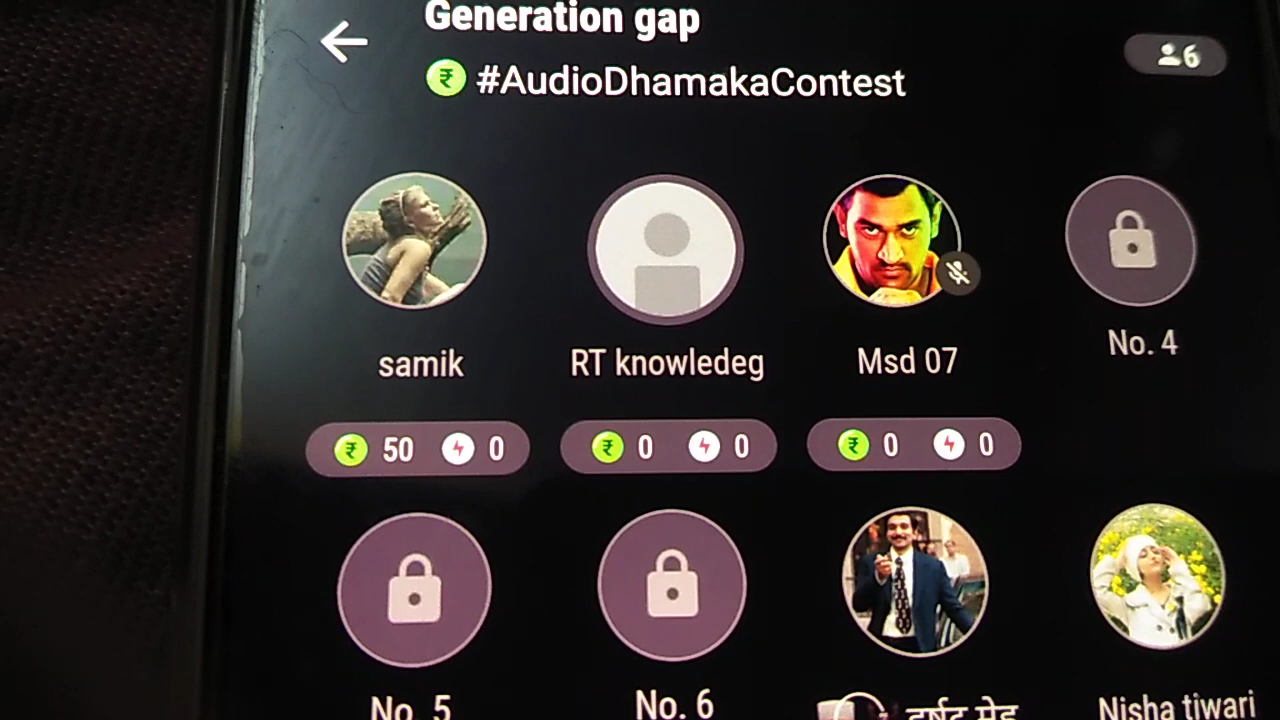 Generation gap
₹ #AudioDhamakaContest
6
samik
RT knowledeg
Msd 07
No. 4
₹ 50 0
₹ 0 0
₹ 0 0
No. 5
No. 6
Nisha tiwari